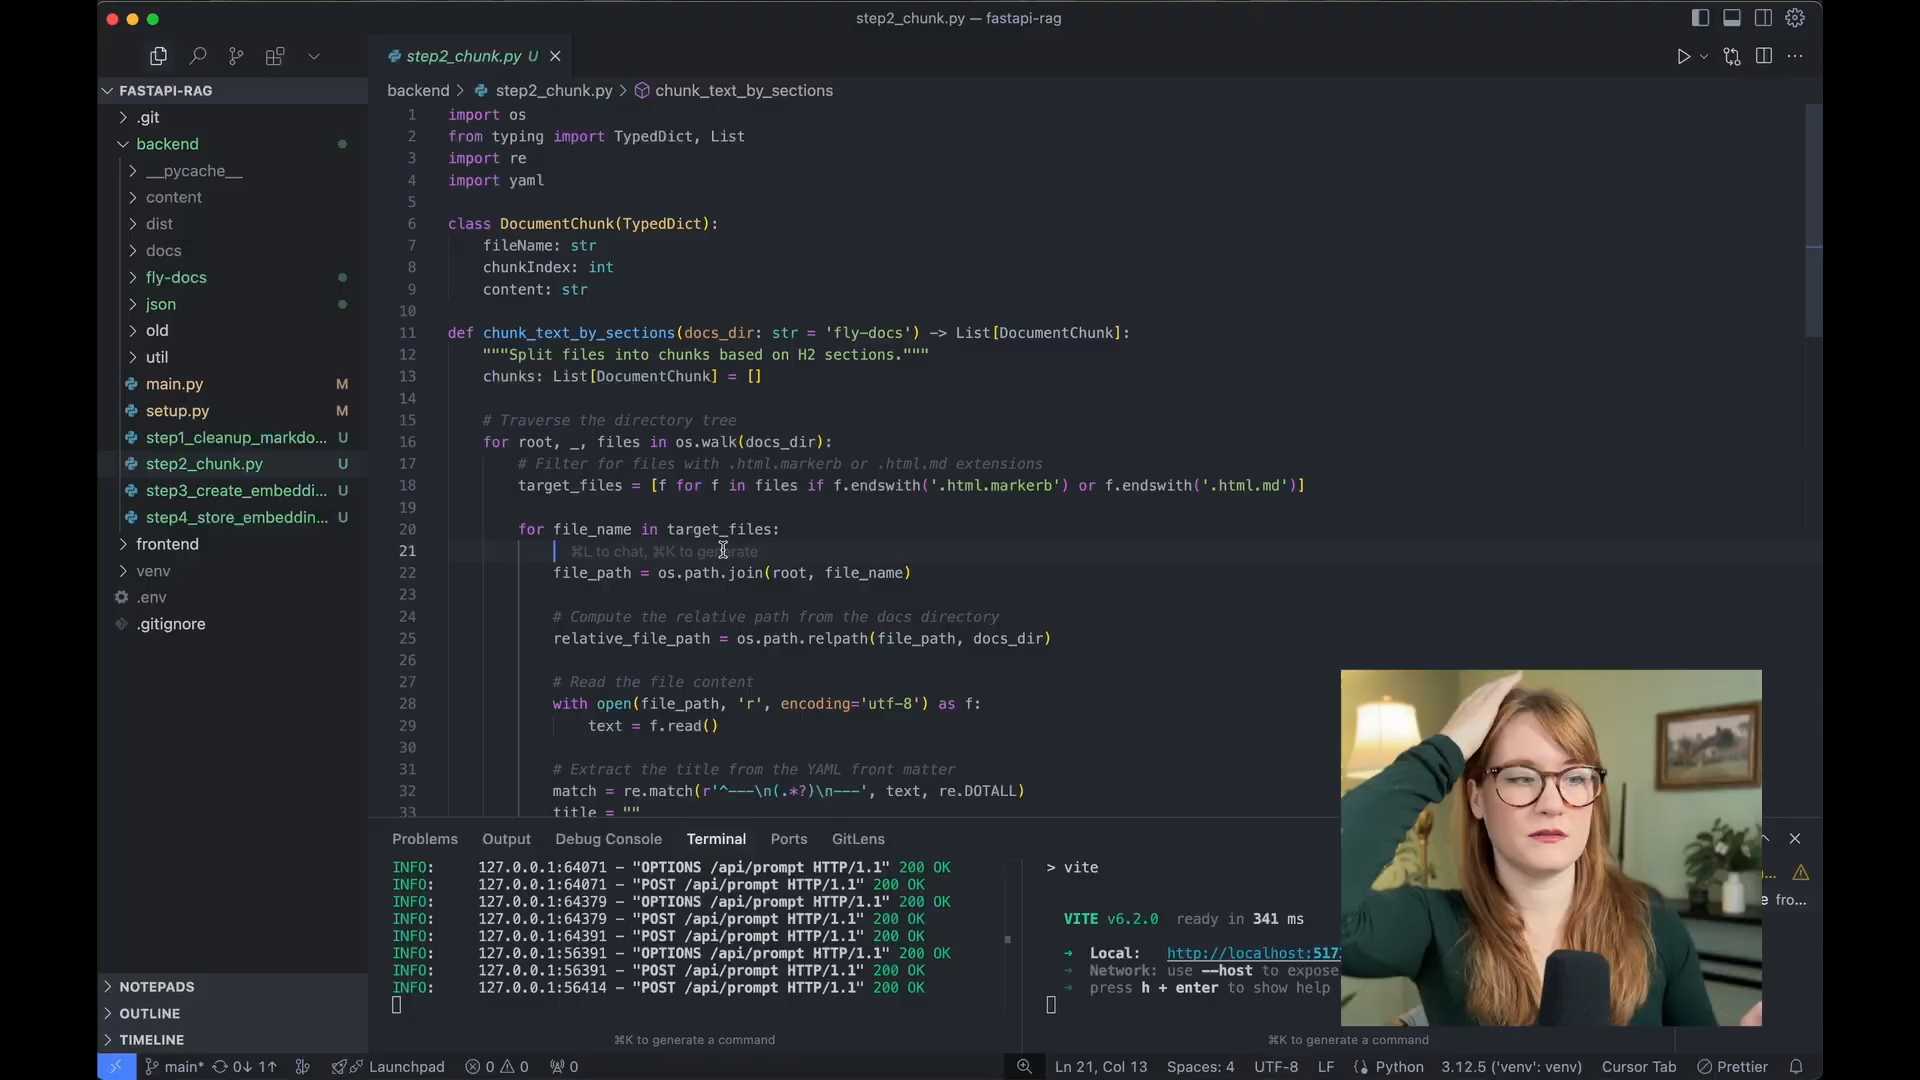 step2_chunk.py — fastapi-rag
step2_chunk.py U
FASTAPI-RAG
backend > step2_chunk.py > chunk_text_by_sections
.git
backend
__pycache__
content
dist
docs
fly-docs
json
old
util
main.py M
setup.py M
step1_cleanup_markdo... U
step2_chunk.py U
step3_create_embeddi... U
step4_store_embeddin... U
frontend
venv
.env
.gitignore
NOTEPADS
OUTLINE
TIMELINE
1 import os
2 from typing import TypedDict, List
3 import re
4 import yaml
5
6 class DocumentChunk(TypedDict):
7 fileName: str
8 chunkIndex: int
9 content: str
10
11 def chunk_text_by_sections(docs_dir: str = 'fly-docs') -> List[DocumentChunk]:
12 """Split files into chunks based on H2 sections."""
13 chunks: List[DocumentChunk] = []
14
15 # Traverse the directory tree
16 for root, _, files in os.walk(docs_dir):
17 # Filter for files with .html.markerb or .html.md extensions
18 target_files = [f for f in files if f.endswith('.html.markerb') or f.endswith('.html.md')]
19
20 for file_name in target_files:
21 ⌘L to chat, ⌘K to generate
22 file_path = os.path.join(root, file_name)
23
24 # Compute the relative path from the docs directory
25 relative_file_path = os.path.relpath(file_path, docs_dir)
26
27 # Read the file content
28 with open(file_path, 'r', encoding='utf-8') as f:
29 text = f.read()
30
31 # Extract the title from the YAML front matter
32 match = re.match(r'^---\n(.*?)\n---', text, re.DOTALL)
33 title = ""
Problems Output Debug Console Terminal Ports GitLens
INFO: 127.0.0.1:64071 – "OPTIONS /api/prompt HTTP/1.1" 200 OK
INFO: 127.0.0.1:64071 – "POST /api/prompt HTTP/1.1" 200 OK
INFO: 127.0.0.1:64379 – "OPTIONS /api/prompt HTTP/1.1" 200 OK
INFO: 127.0.0.1:64379 – "POST /api/prompt HTTP/1.1" 200 OK
INFO: 127.0.0.1:64391 – "POST /api/prompt HTTP/1.1" 200 OK
INFO: 127.0.0.1:56391 – "OPTIONS /api/prompt HTTP/1.1" 200 OK
INFO: 127.0.0.1:56391 – "POST /api/prompt HTTP/1.1" 200 OK
INFO: 127.0.0.1:56414 – "POST /api/prompt HTTP/1.1" 200 OK
⌘K to generate a command
> vite
VITE v6.2.0 ready in 341 ms
➜ Local: http://localhost:517
➜ Network: use --host to expose
➜ press h + enter to show help
⌘K to generate a command
main* 0↓ 1↑ Launchpad 0 0 0 Ln 21, Col 13 Spaces: 4 UTF-8 LF Python 3.12.5 ('venv': venv) Cursor Tab Prettier